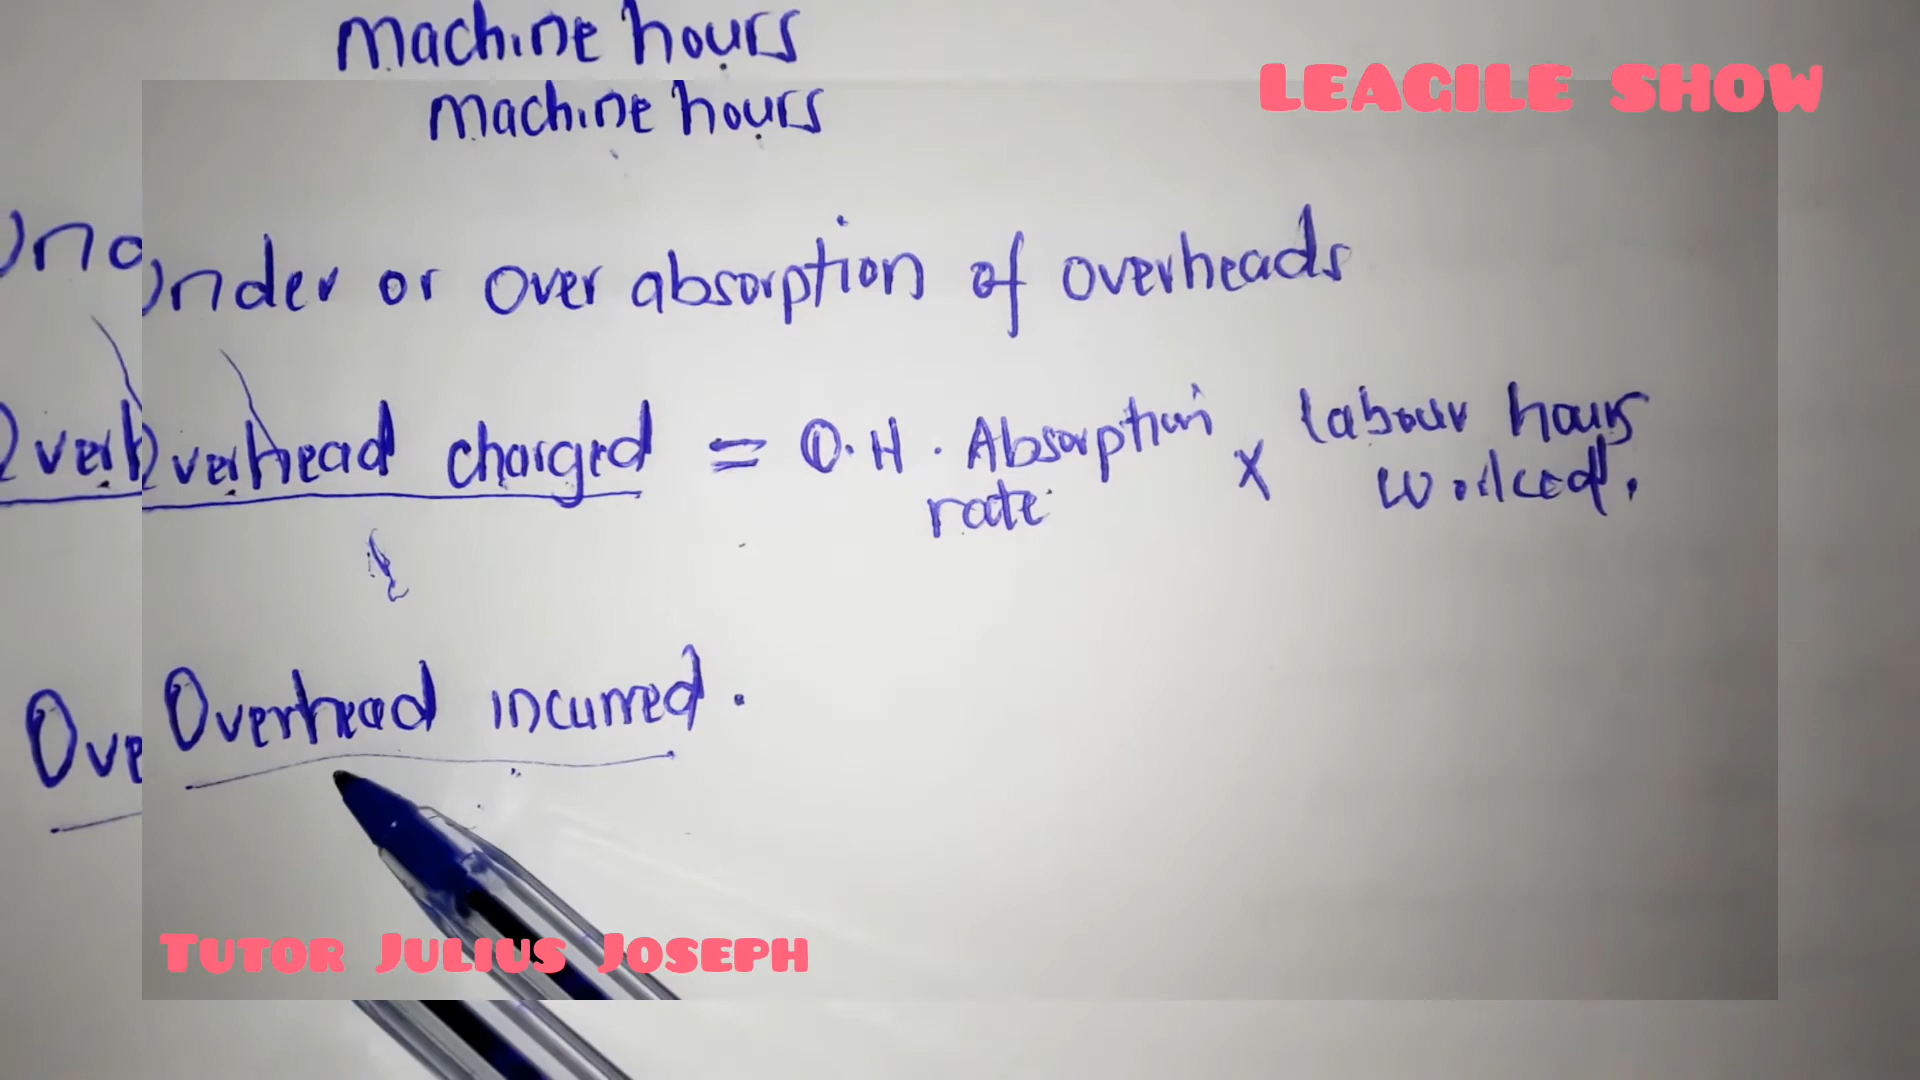 machine hours
LEAGILE SHOW
machine hours
Under or over absorption of overheads
Overhead charged = O.H. Absorption rate x labour hours worked.
Overhead incurred.
TUTOR JULIUS JOSEPH